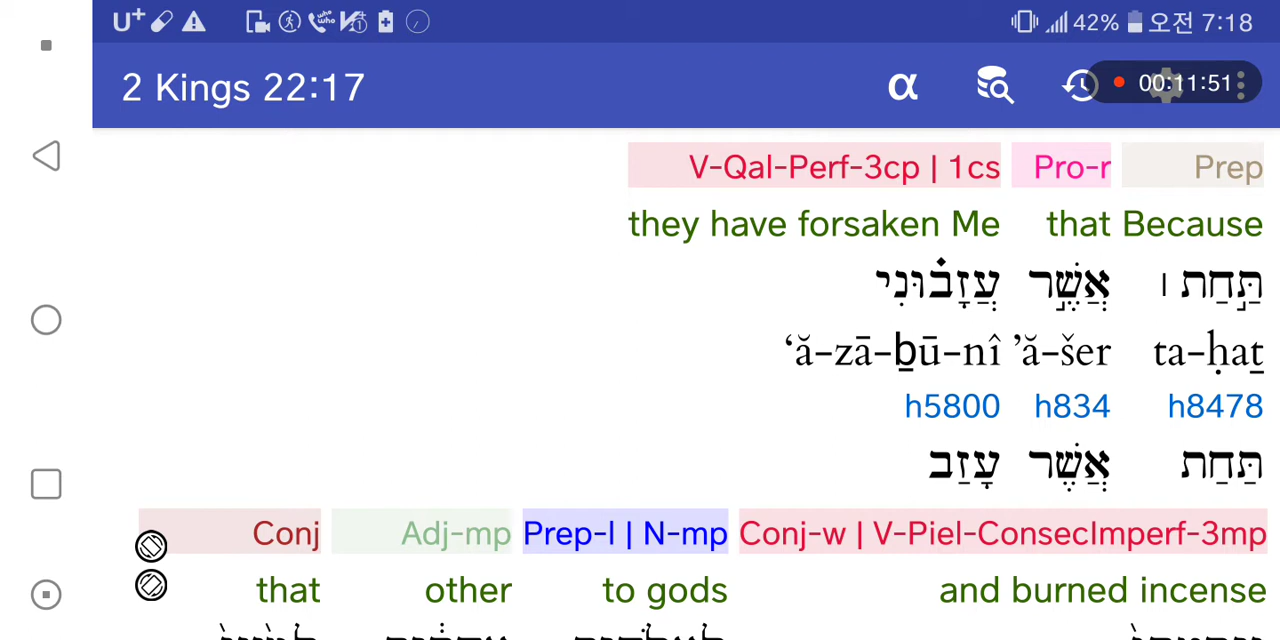 U+ 42% 오전 7:18
2 Kings 22:17 α 00:11:51
V-Qal-Perf-3cp | 1cs Pro-r Prep
they have forsaken Me that Because
תַּ֣חַת ׀ אֲשֶׁ֣ר עֲזָב֗וּנִי
‘ă-zā-ḇū-nî ’ă-šer ta-ḥaṯ
h5800 h834 h8478
תַּחַת אֲשֶׁר עָזַב
Conj Adj-mp Prep-l | N-mp Conj-w | V-Piel-ConsecImperf-3mp
that other to gods and burned incense